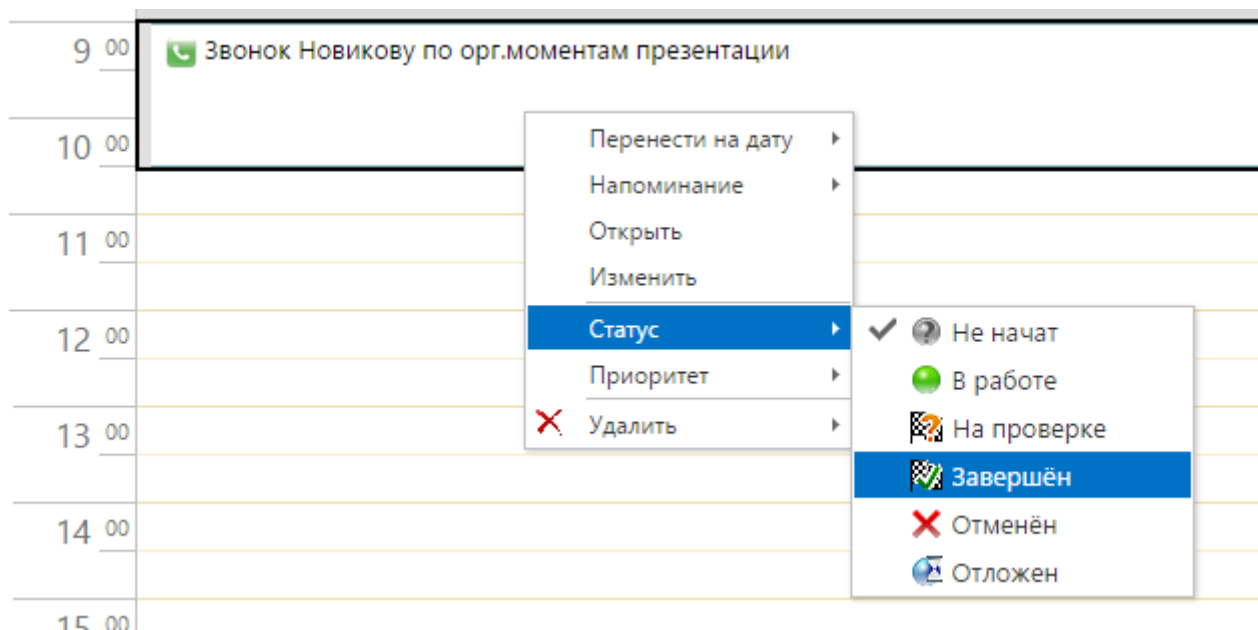 9 00 Звонок Новикову по орг.моментам презентации
10 00
Перенести на дату
Напоминание
11 00
Открыть
Изменить
12 00
Статус
Не начат
Приоритет
В работе
13 00
Удалить
На проверке
Завершён
14 00
Отменён
Отложен
15 00